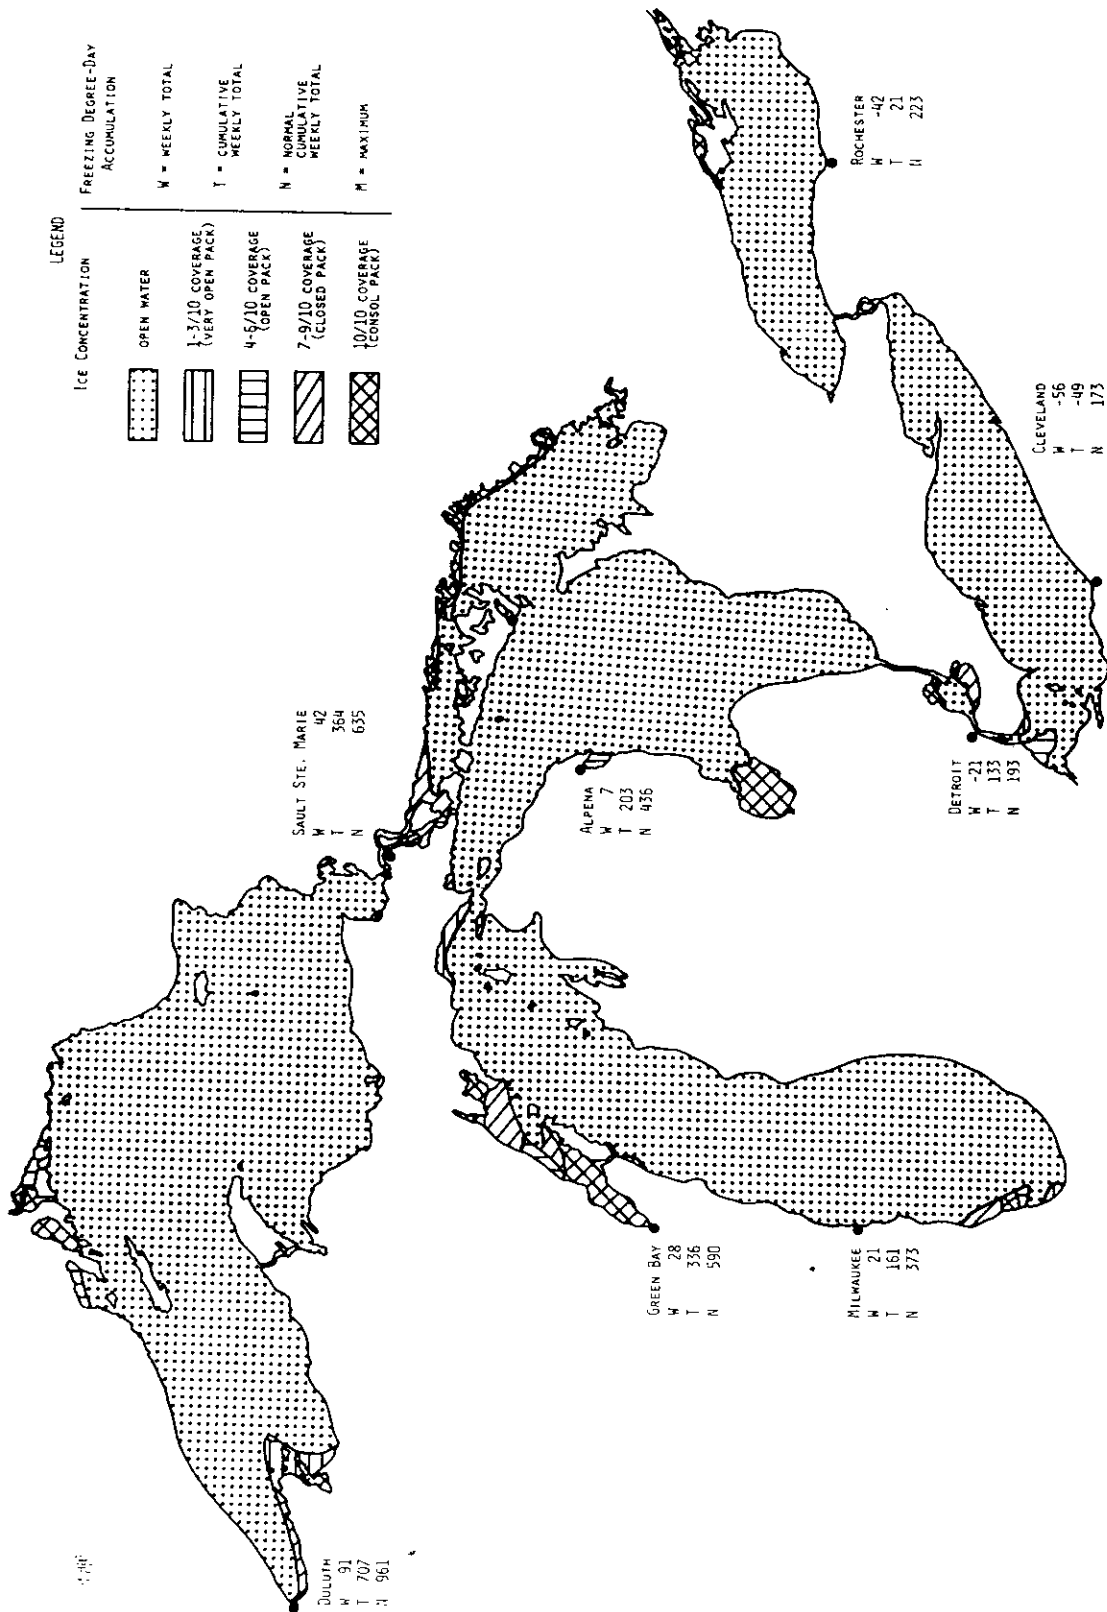 LEGEND
ICE CONCENTRATION
OPEN WATER
1-3/10 COVERAGE
(VERY OPEN PACK)
4-6/10 COVERAGE
(OPEN PACK)
7-9/10 COVERAGE
(CLOSED PACK)
10/10 COVERAGE
(CONSOL PACK)
FREEZING DEGREE-DAY
ACCUMULATION
W = WEEKLY TOTAL
T = CUMULATIVE
WEEKLY TOTAL
N = NORMAL
CUMULATIVE
WEEKLY TOTAL
M = MAXIMUM
DULUTH
W 91
T 707
N 961
SAULT STE. MARIE
W 42
T 364
N 635
GREEN BAY
W 28
T 336
N 590
ALPENA
W 7
T 203
N 436
MILWAUKEE
W 21
T 161
N 373
DETROIT
W -21
T 133
N 193
ROCHESTER
W -42
T 21
N 223
CLEVELAND
W -56
T -49
N 173